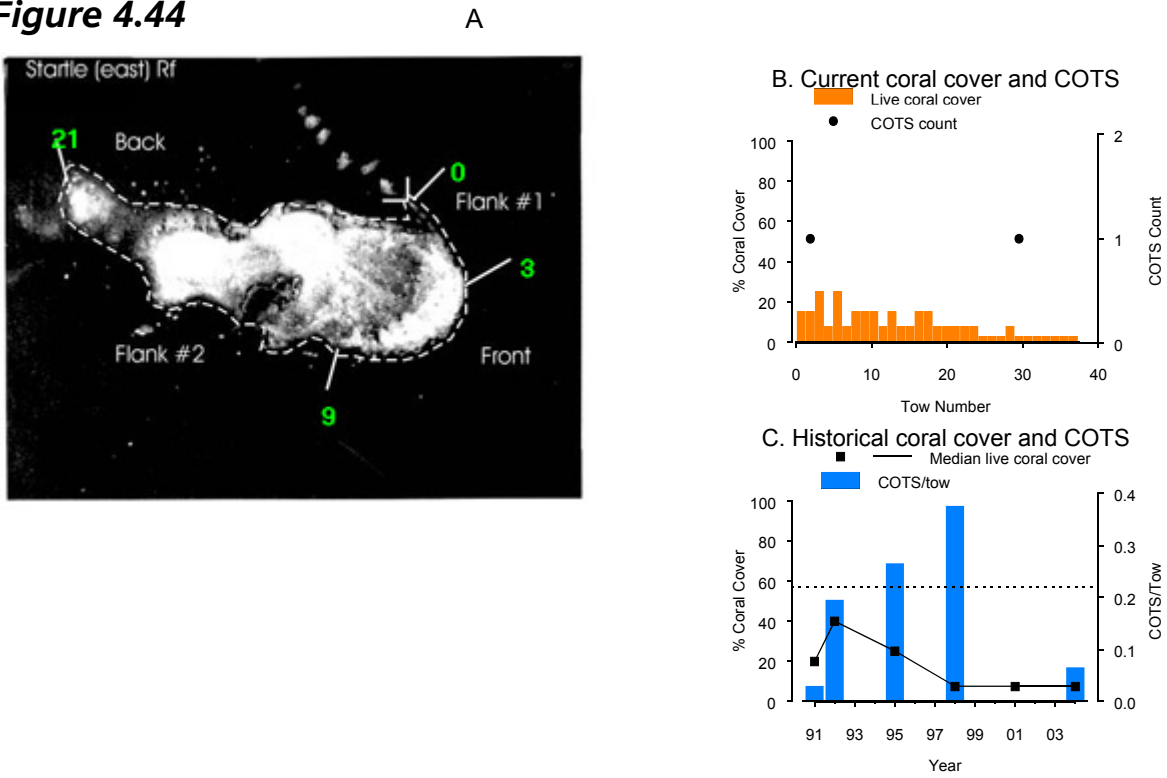 Figure 4.44
A
Startle (east) Rf
21
Back
0
Flank #1
3
Flank #2
Front
9
B. Current coral cover and COTS
Live coral cover
COTS count
100
80
60
40
20
0
% Coral Cover
2
1
0
COTS Count
0 10 20 30 40
Tow Number
C. Historical coral cover and COTS
Median live coral cover
COTS/tow
100
80
60
40
20
0
% Coral Cover
0.4
0.3
0.2
0.1
0.0
COTS/Tow
91 93 95 97 99 01 03
Year